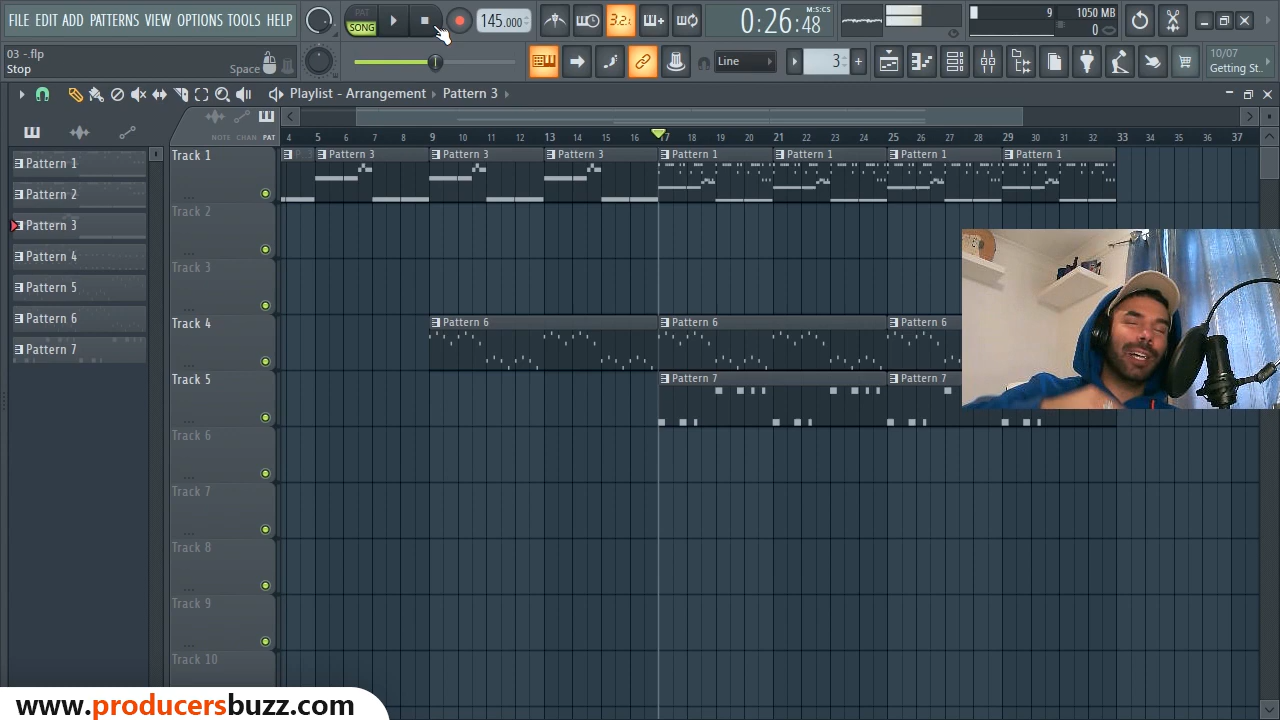 FILE EDIT ADD PATTERNS VIEW OPTIONS TOOLS HELP
PAT
SONG
145.000
3.2.
0:26:48
M:S:CS
9
1050 MB
0
03 -.flp
Stop
Space
Line
3
10/07
Getting St..
Playlist - Arrangement
Pattern 3
NOTE CHAN PAT
4 5 6 7 8 9 10 11 12 13 14 15 16 17 18 19 20 21 22 23 24 25 26 27 28 29 30 31 32 33 34 35 36 37
Pattern 1
Pattern 2
Pattern 3
Pattern 4
Pattern 5
Pattern 6
Pattern 7
Track 1
Pattern 3
Pattern 3
Pattern 3
Pattern 1
Pattern 1
Pattern 1
Pattern 1
Track 2
Track 3
Track 4
Pattern 6
Pattern 6
Pattern 6
Track 5
Pattern 7
Pattern 7
Track 6
Track 7
Track 8
Track 9
Track 10
www.producersbuzz.com